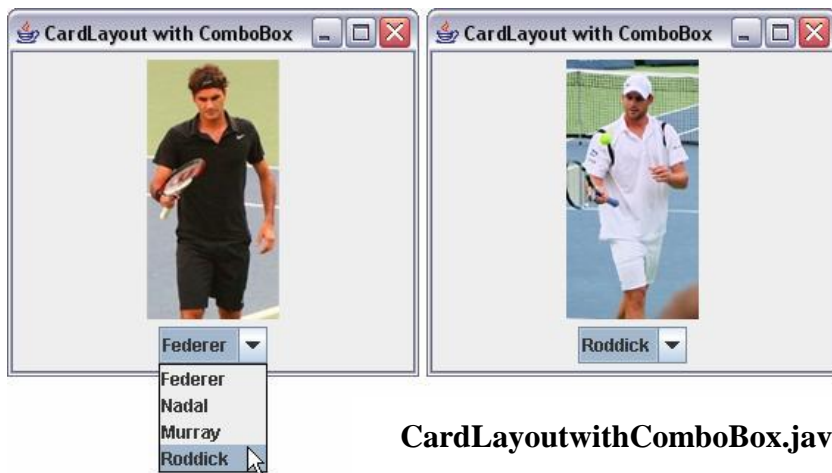 CardLayout with ComboBox
CardLayout with ComboBox
Federer
Federer
Nadal
Murray
Roddick
Roddick
CardLayoutwithComboBox.jav